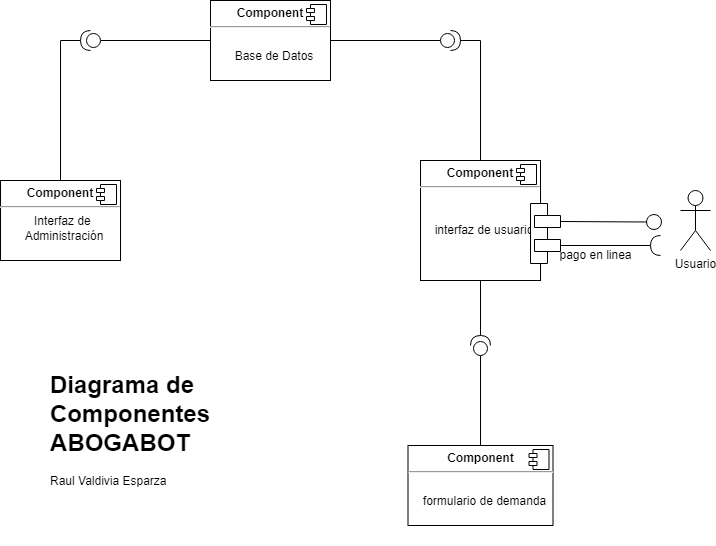 Component
Base de Datos
Component
Interfaz de
Administración
Component
interfaz de usuario
pago en linea
Usuario
Diagrama de
Componentes
ABOGABOT
Raul Valdivia Esparza
Component
formulario de demanda